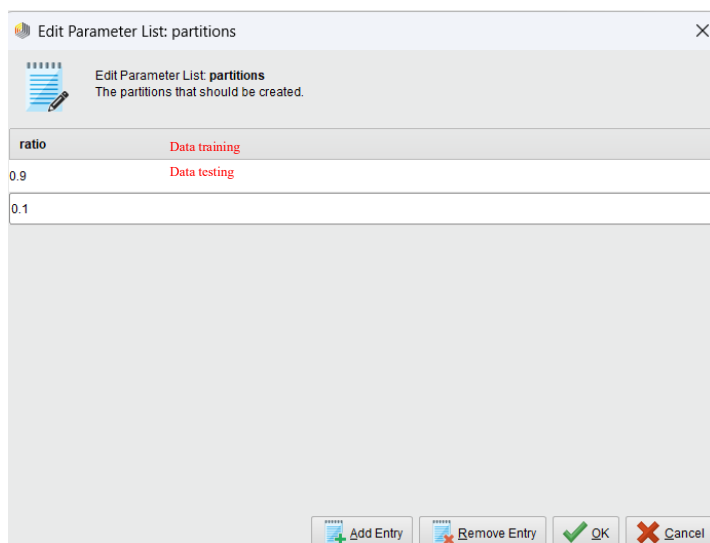 Edit Parameter List: partitions
Edit Parameter List: partitions
The partitions that should be created.
ratio Data training
0.9 Data testing
0.1
Add Entry Remove Entry OK Cancel